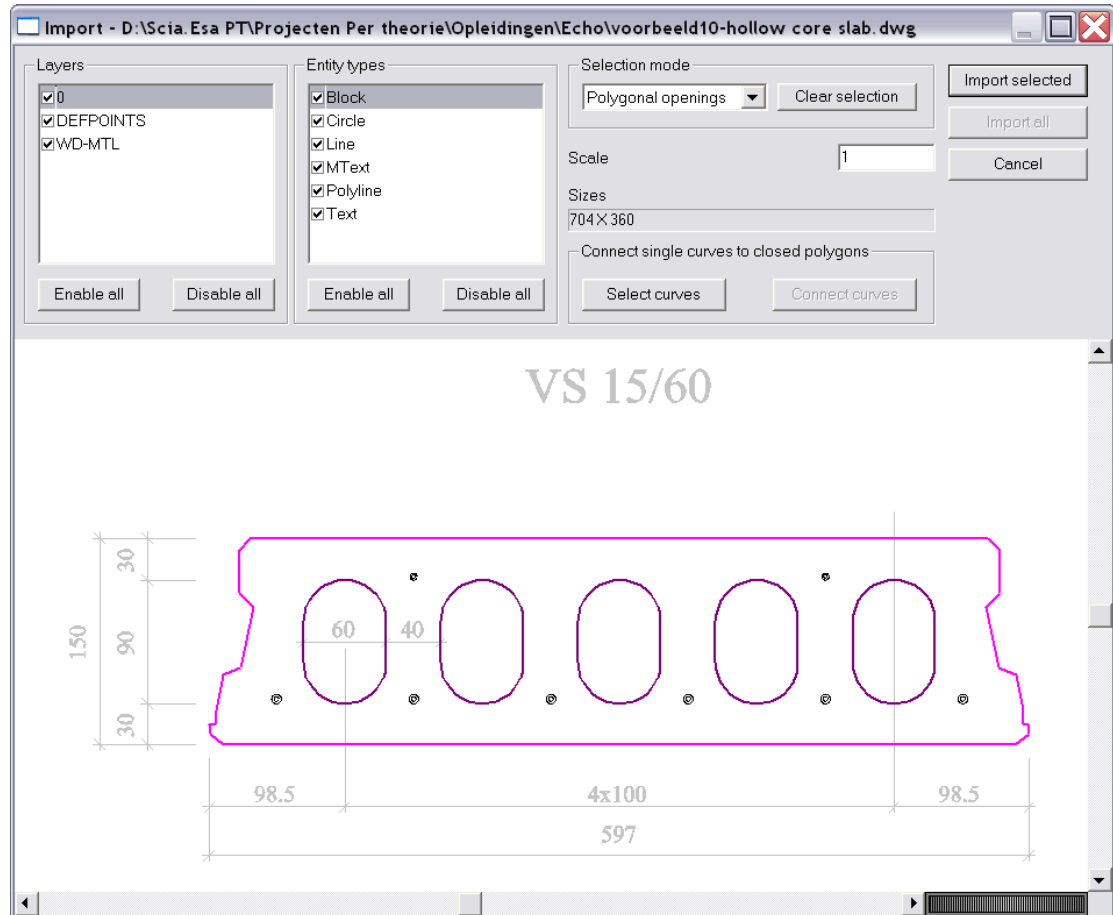 Import - D:\Scia.Esa PT\Projecten Per theorie\Opleidingen\Echo\voorbeeld10-hollow core slab.dwg
Layers
0
DEFPOINTS
WD-MTL
Enable all
Disable all
Entity types
Block
Circle
Line
MText
Polyline
Text
Enable all
Disable all
Selection mode
Polygonal openings
Clear selection
Scale
1
Sizes
704×360
Connect single curves to closed polygons
Select curves
Connect curves
Import selected
Import all
Cancel
VS 15/60
30
150
90
60
40
30
98.5
4x100
98.5
597